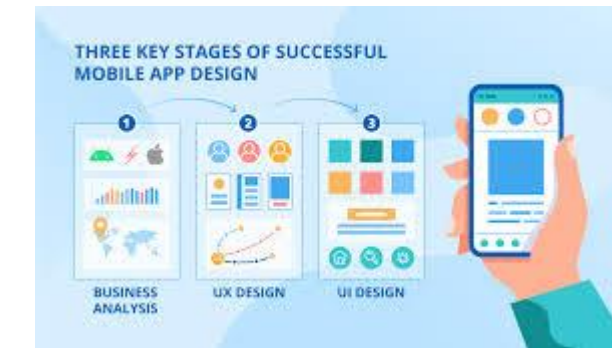 THREE KEY STAGES OF SUCCESSFUL
MOBILE APP DESIGN
1
2
3
BUSINESS
ANALYSIS
UX DESIGN
UI DESIGN